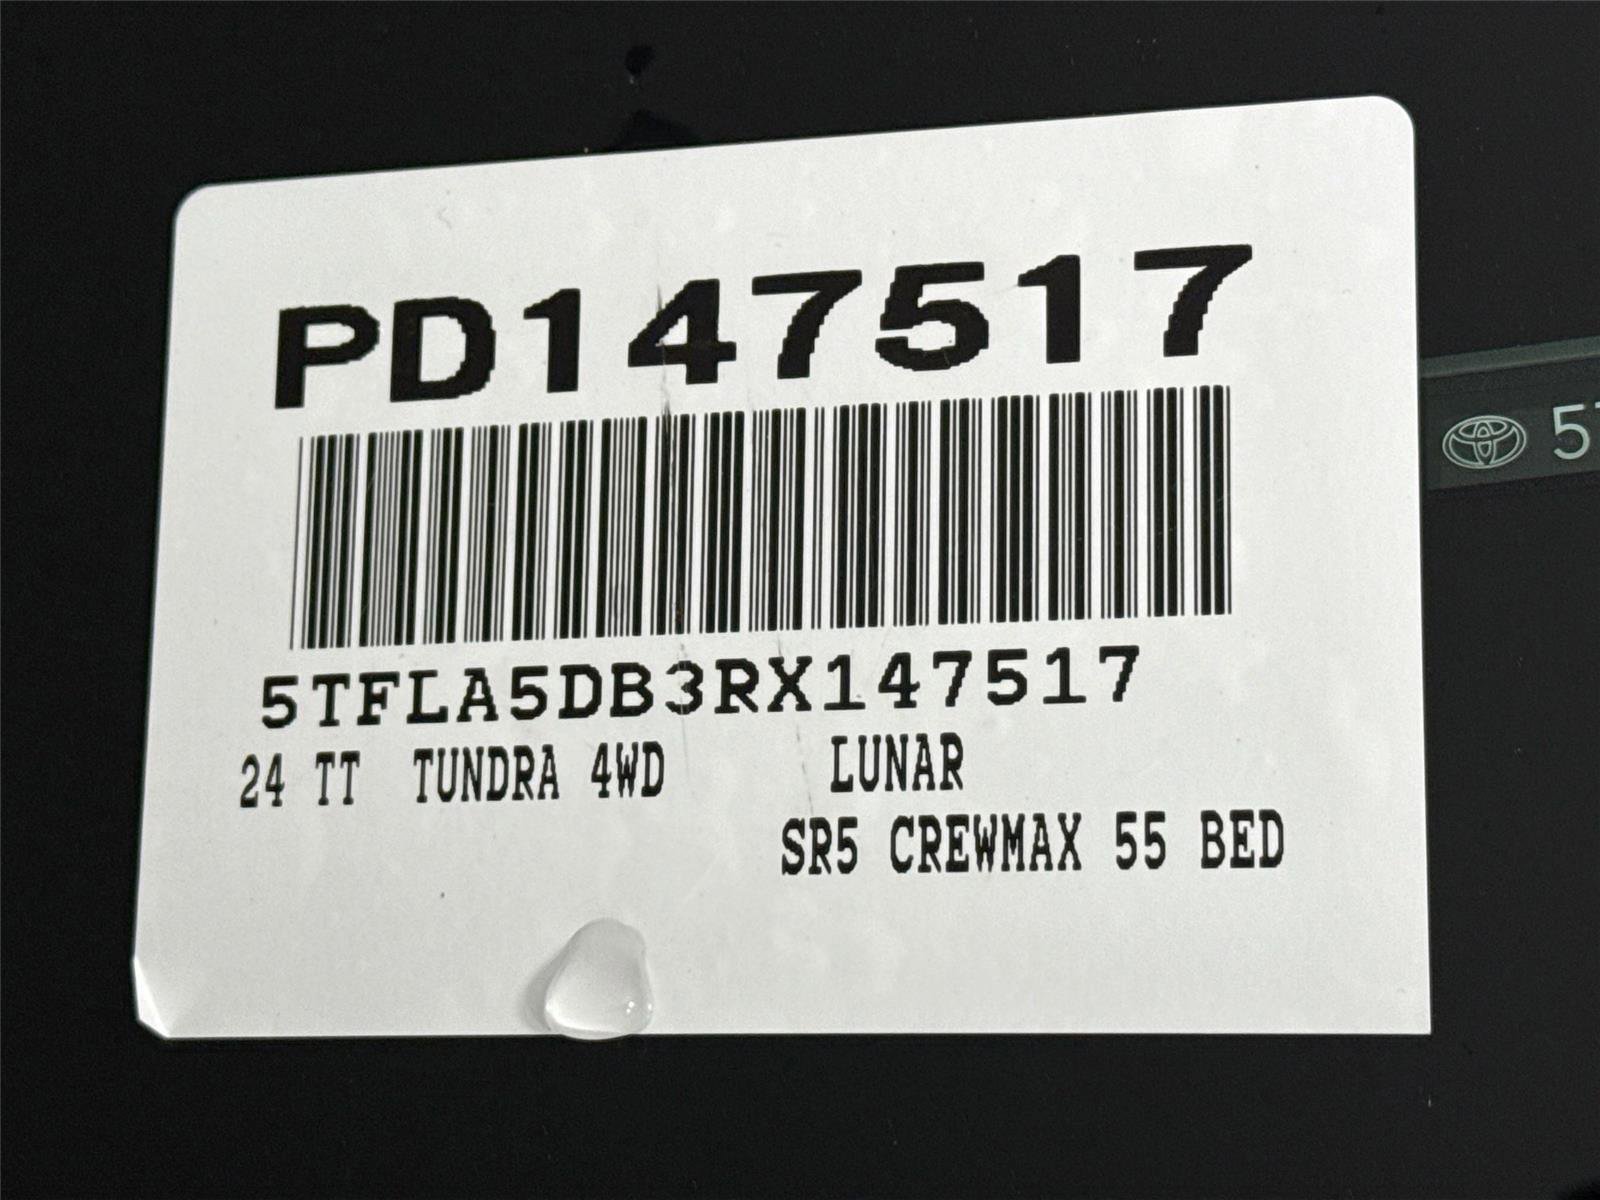 PD147517
5TFLA5DB3RX147517
24 TT TUNDRA 4WD LUNAR
SR5 CREWMAX 55 BED